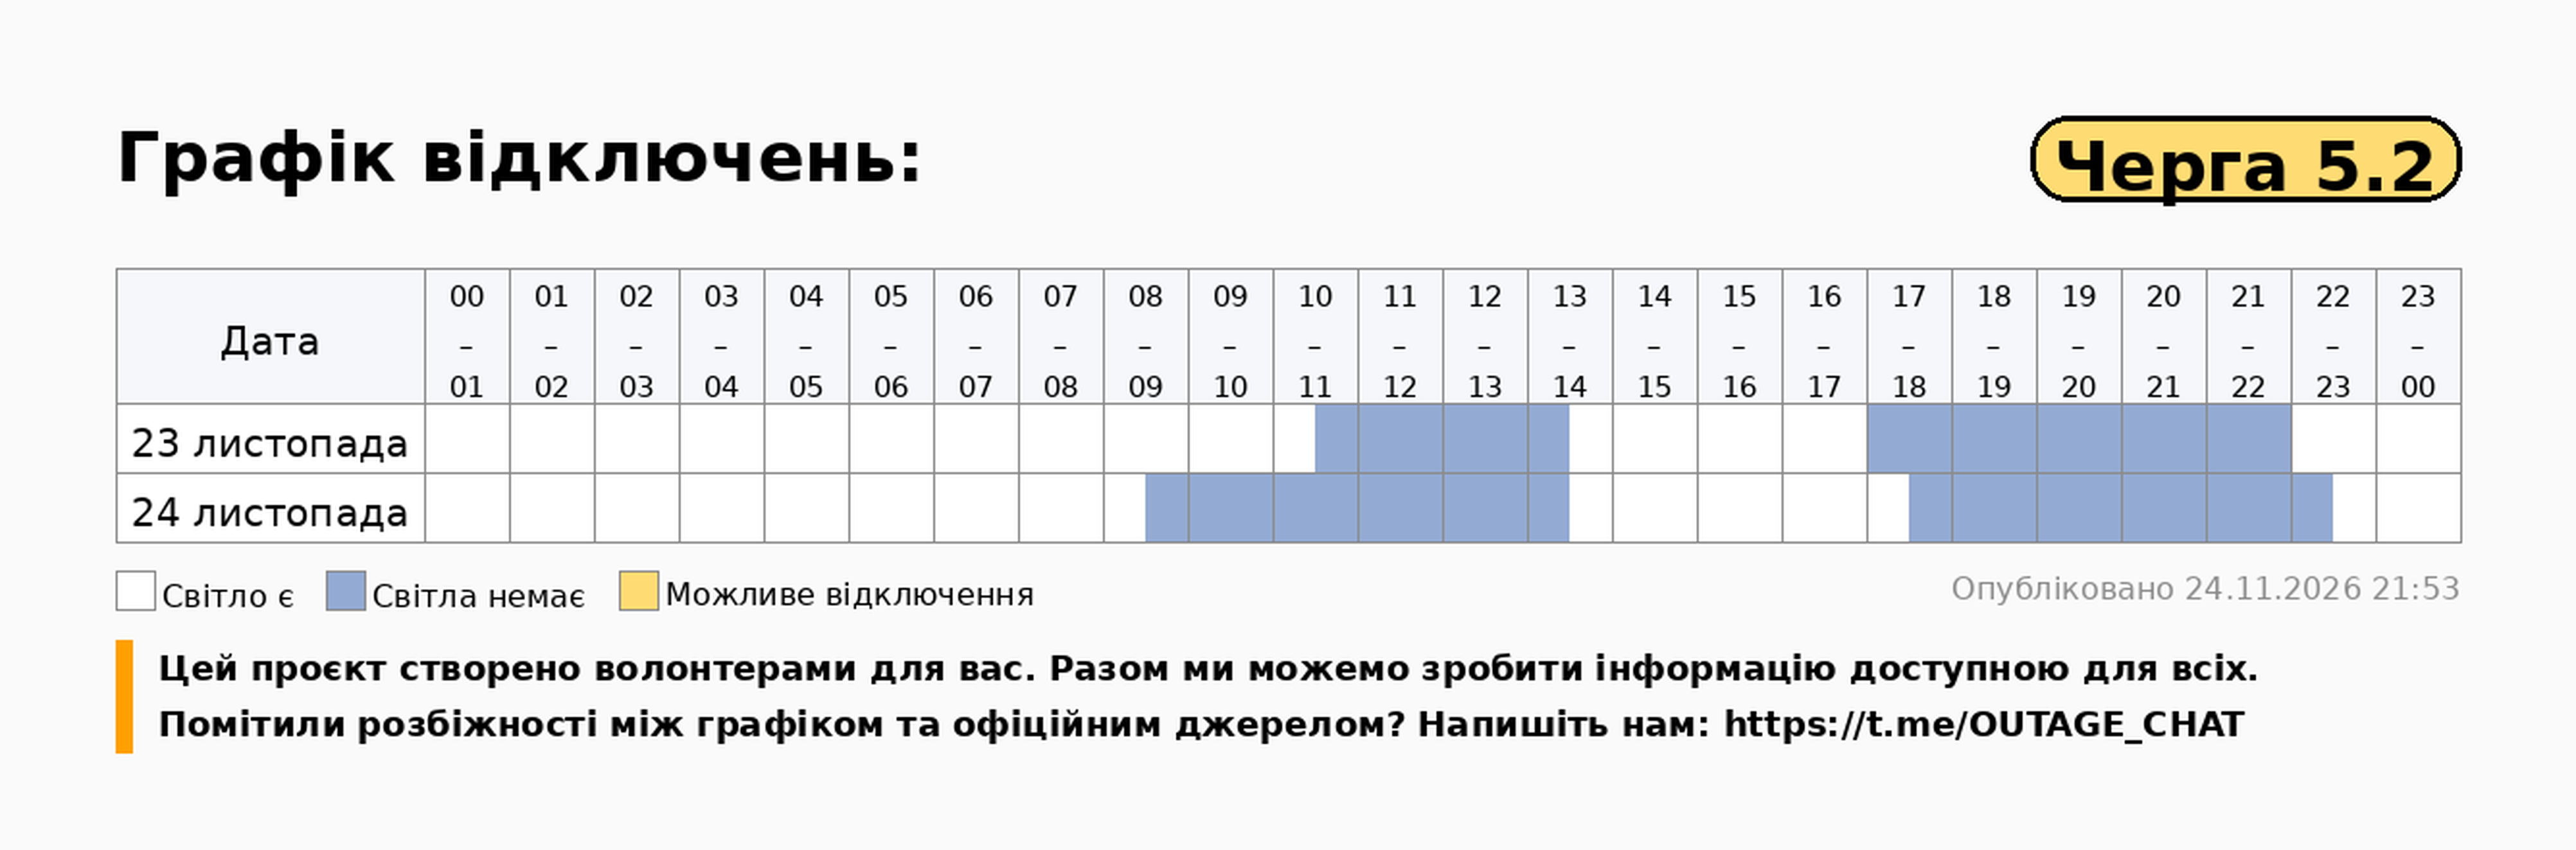 Графік відключень:
Черга 5.2
Дата
00 – 01
01 – 02
02 – 03
03 – 04
04 – 05
05 – 06
06 – 07
07 – 08
08 – 09
09 – 10
10 – 11
11 – 12
12 – 13
13 – 14
14 – 15
15 – 16
16 – 17
17 – 18
18 – 19
19 – 20
20 – 21
21 – 22
22 – 23
23 – 00
23 листопада
24 листопада
Світло є
Світла немає
Можливе відключення
Опубліковано 24.11.2026 21:53
Цей проєкт створено волонтерами для вас. Разом ми можемо зробити інформацію доступною для всіх.
Помітили розбіжності між графіком та офіційним джерелом? Напишіть нам: https://t.me/OUTAGE_CHAT